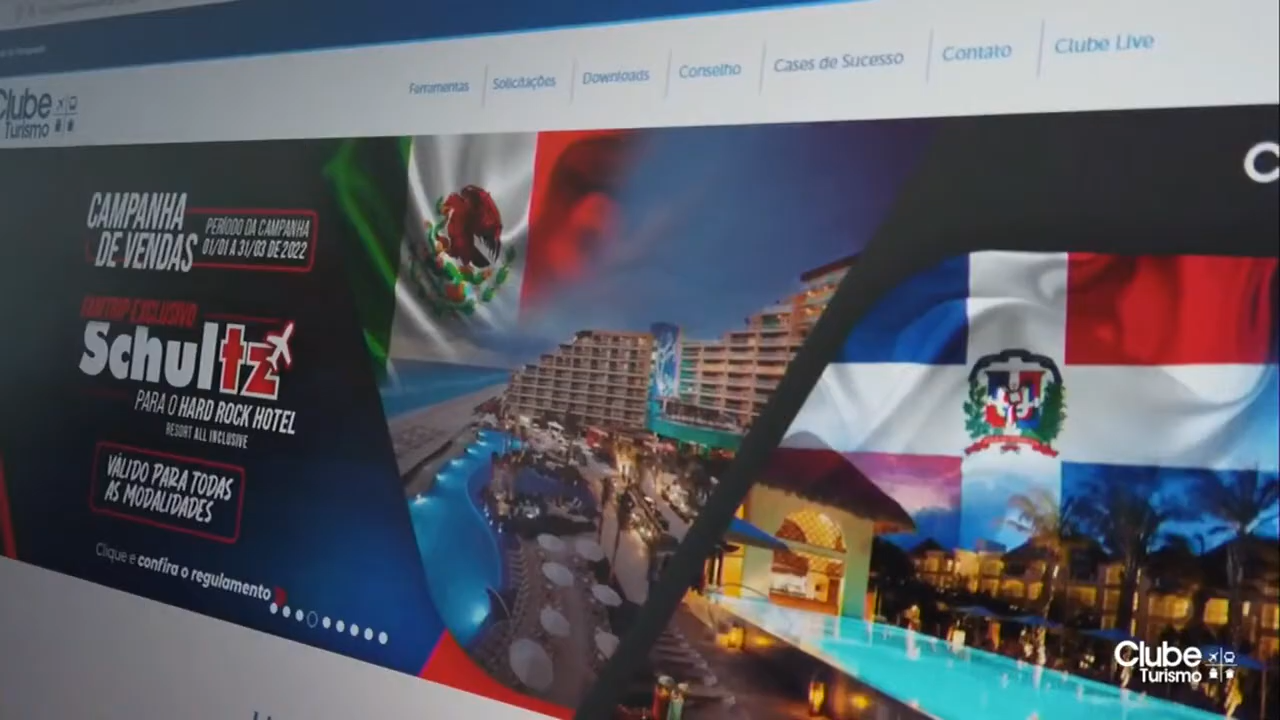 Ferramentas
Solicitações
Downloads
Conselho
Cases de Sucesso
Contato
Clube Live
Clube
Turismo
CAMPANHA
DE VENDAS
PERÍODO DA CAMPANHA
01/01 A 31/03 DE 2022
FAMTRIP EXCLUSIVO
Schultz
PARA O HARD ROCK HOTEL
RESORT ALL INCLUSIVE
VÁLIDO PARA TODAS
AS MODALIDADES
Clique e confira o regulamento
Clube
Turismo